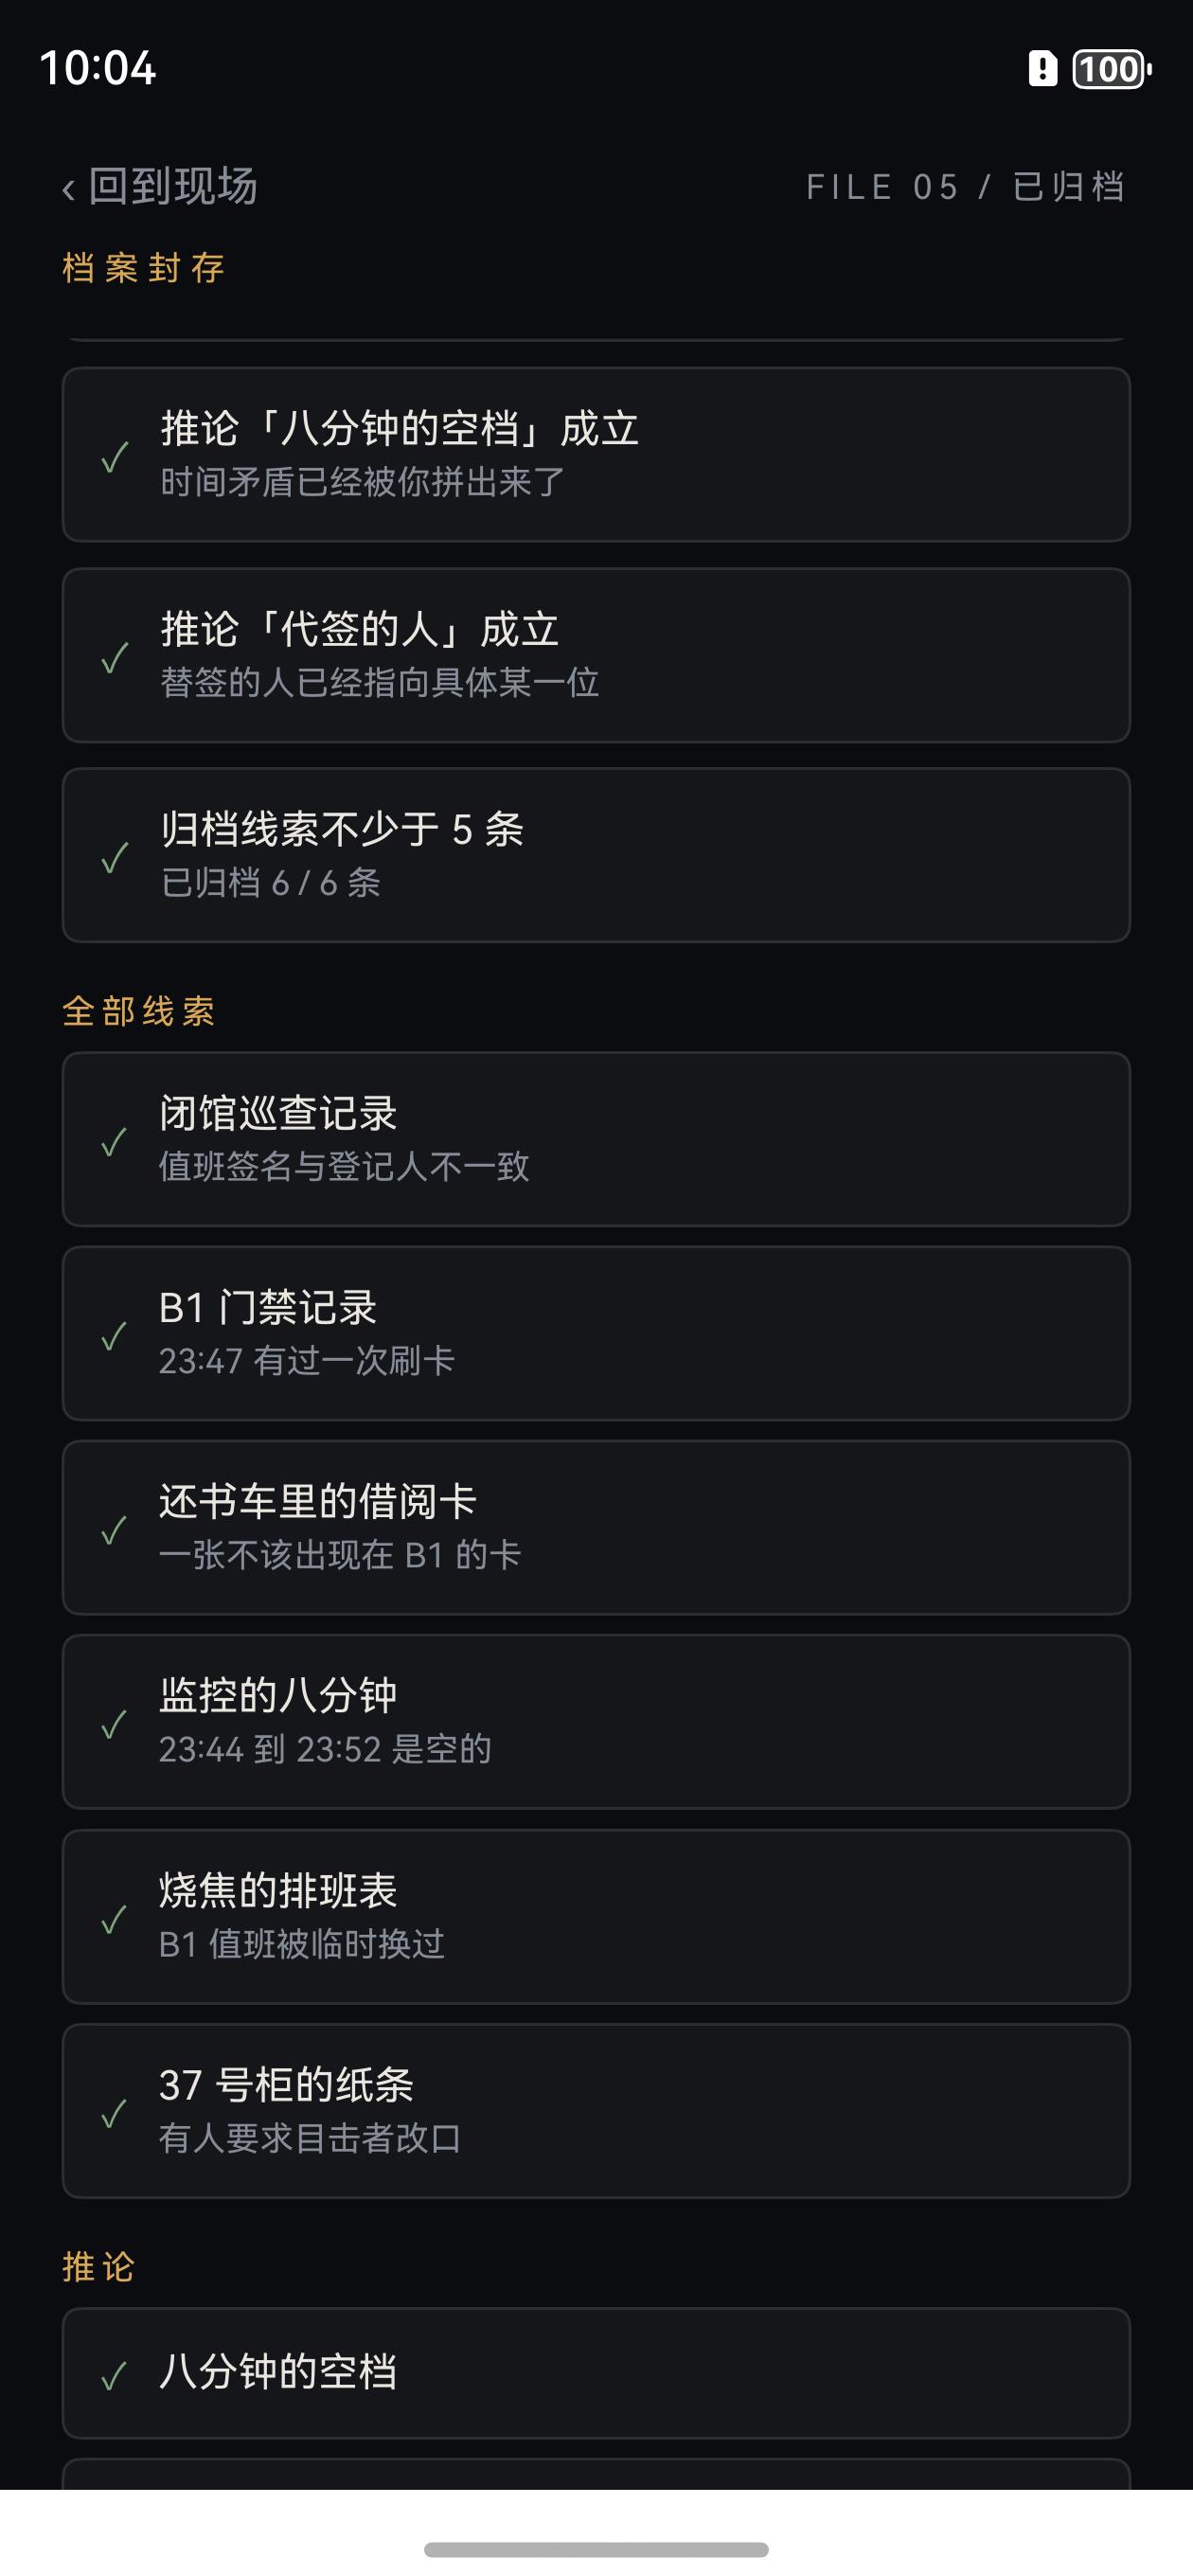 10:04
100
‹ 回到现场
FILE 05 / 已归档
档案封存
推论「八分钟的空档」成立
时间矛盾已经被你拼出来了
推论「代签的人」成立
替签的人已经指向具体某一位
归档线索不少于 5 条
已归档 6 / 6 条
全部线索
闭馆巡查记录
值班签名与登记人不一致
B1 门禁记录
23:47 有过一次刷卡
还书车里的借阅卡
一张不该出现在 B1 的卡
监控的八分钟
23:44 到 23:52 是空的
烧焦的排班表
B1 值班被临时换过
37 号柜的纸条
有人要求目击者改口
推论
八分钟的空档